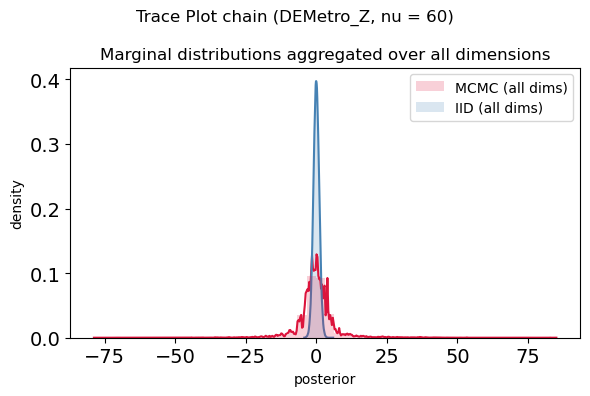 Trace Plot chain (DEMetro_Z, nu = 60)
Marginal distributions aggregated over all dimensions
MCMC (all dims)
IID (all dims)
0.4
0.3
0.2
0.1
0.0
density
−75
−50
−25
0
25
50
75
posterior